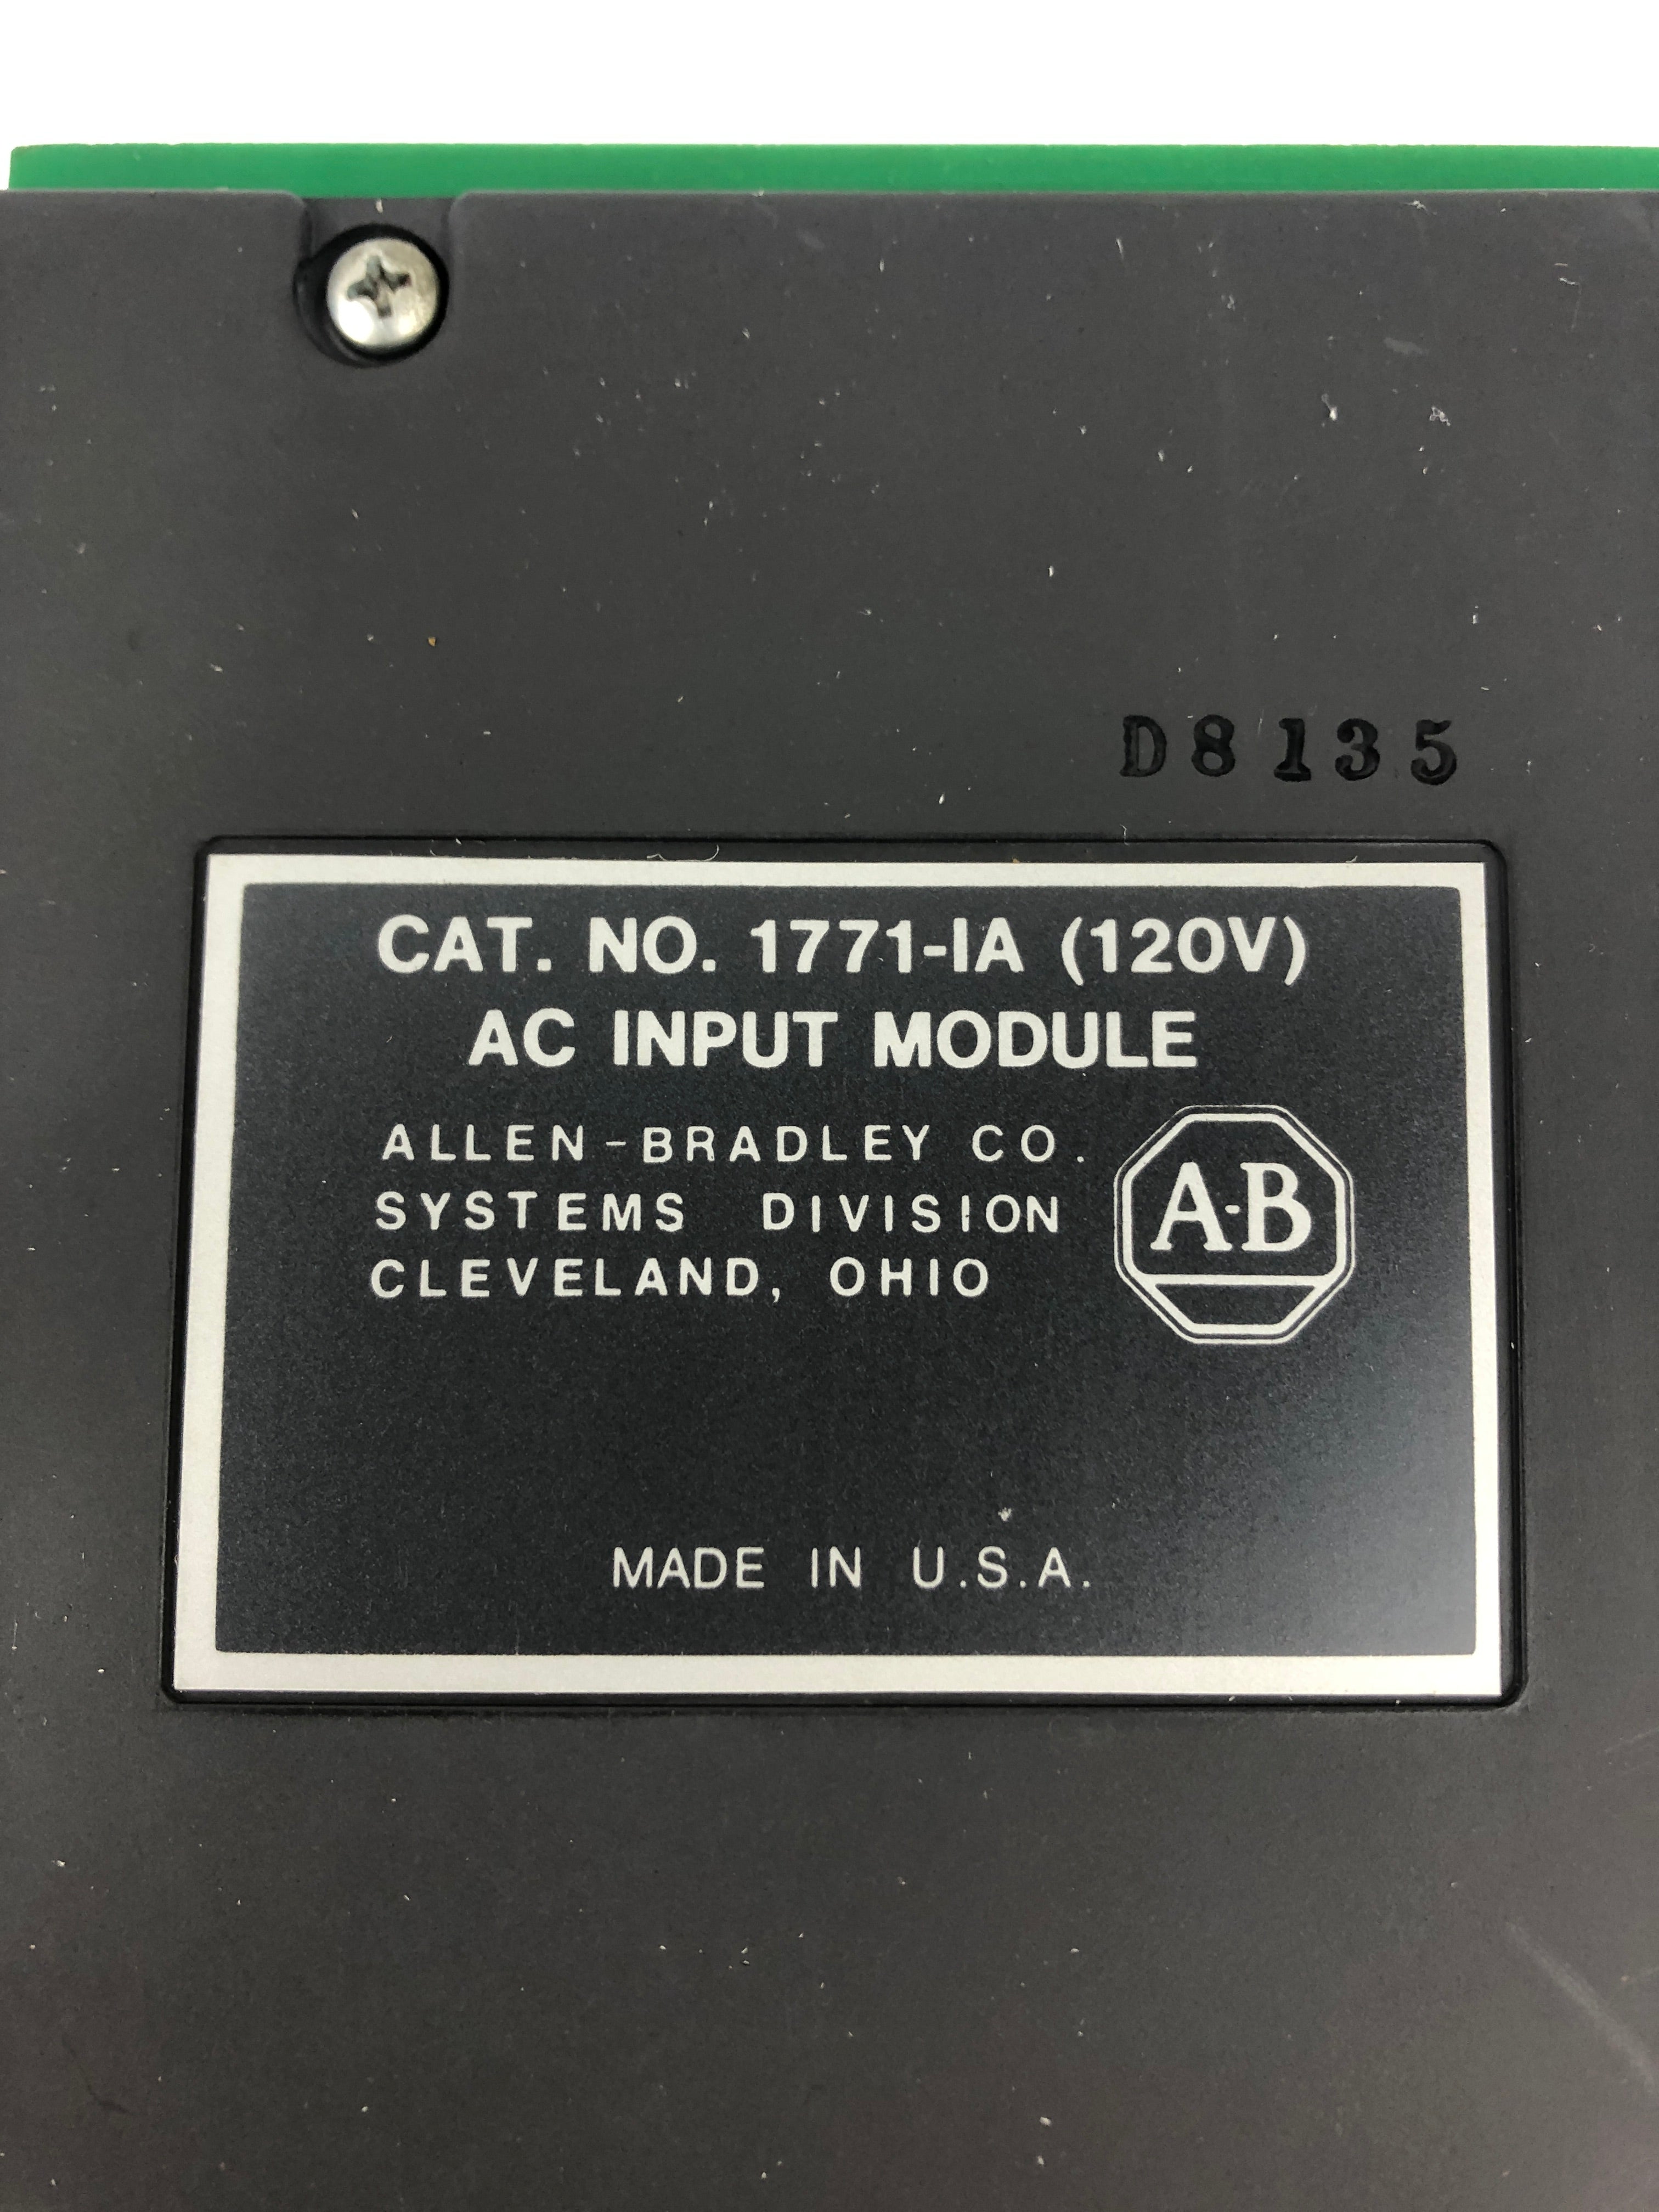 D8135
CAT. NO. 1771-IA (120V)
AC INPUT MODULE
ALLEN-BRADLEY CO.
SYSTEMS DIVISION
CLEVELAND, OHIO
A-B
MADE IN U.S.A.